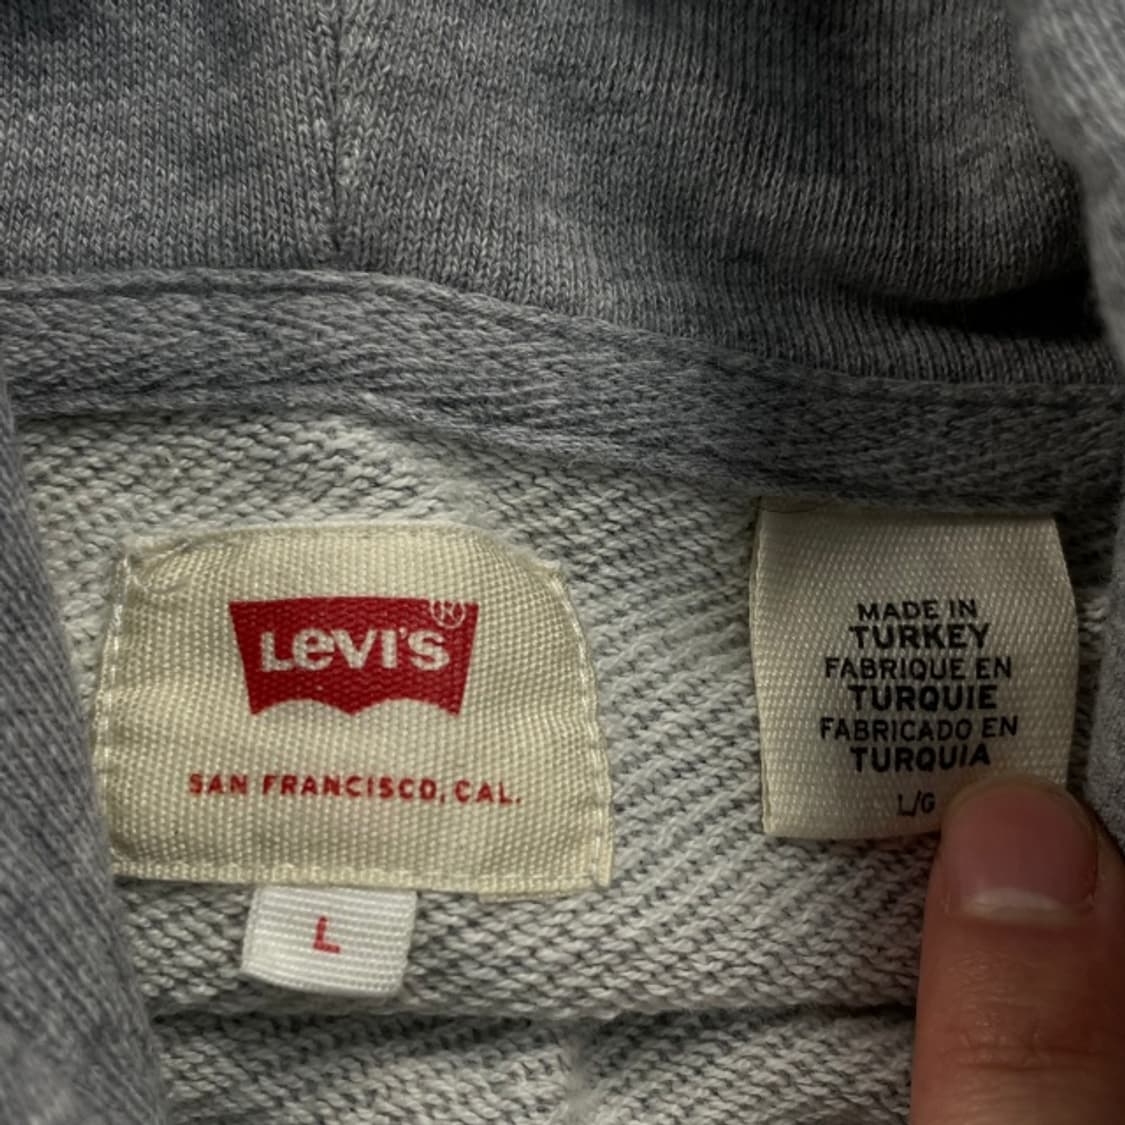 LEVI'S®
SAN FRANCISCO, CAL.
L
MADE IN
TURKEY
FABRIQUE EN
TURQUIE
FABRICADO EN
TURQUIA
L/G